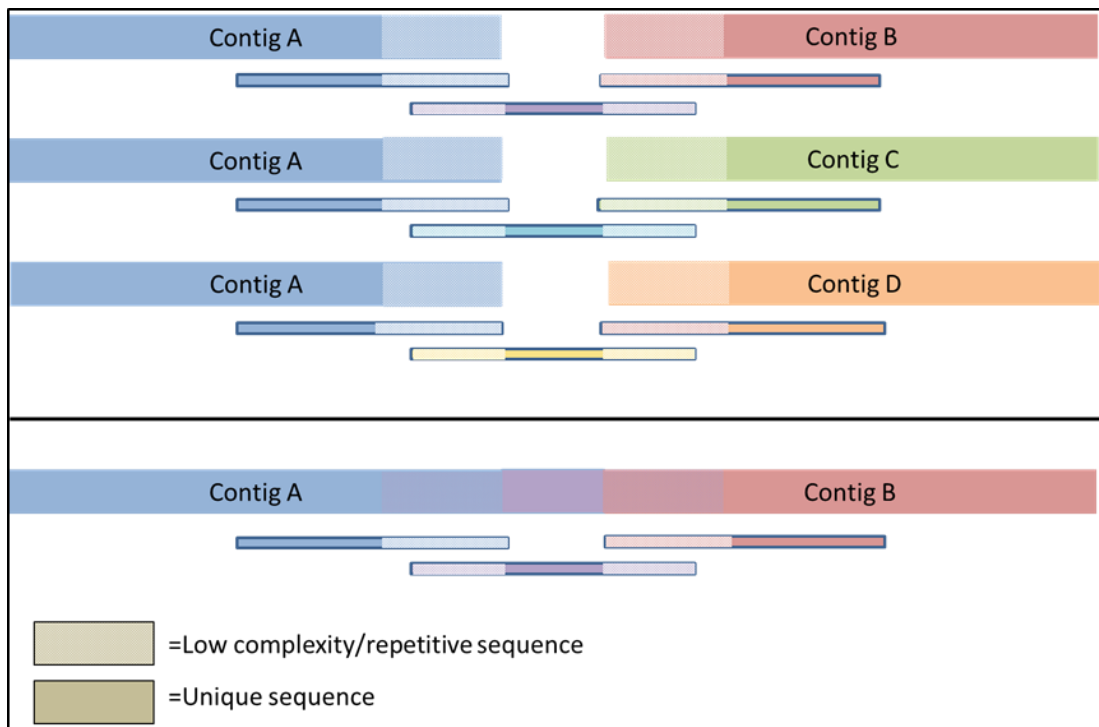 Contig A Contig B
Contig A Contig C
Contig A Contig D
Contig A Contig B
=Low complexity/repetitive sequence
=Unique sequence